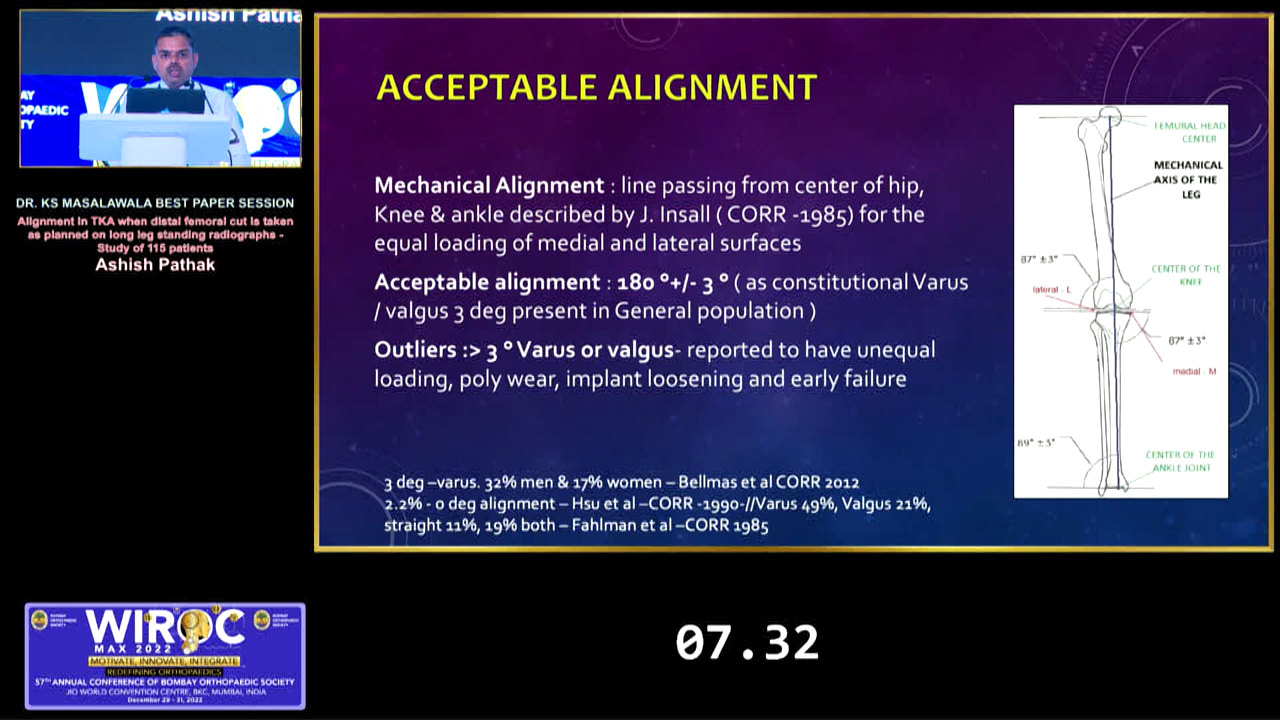 Ashish Patha
AY
OPAEDIC
TY
DR. KS MASALAWALA BEST PAPER SESSION
Alignment in TKA when distal femoral cut is taken
as planned on long leg standing radiographs -
Study of 115 patients
Ashish Pathak
ACCEPTABLE ALIGNMENT
Mechanical Alignment : line passing from center of hip,
Knee & ankle described by J. Insall ( CORR -1985) for the
equal loading of medial and lateral surfaces
Acceptable alignment : 180 °+/- 3 ° ( as constitutional Varus
/ valgus 3 deg present in General population )
Outliers :> 3 ° Varus or valgus- reported to have unequal
loading, poly wear, implant loosening and early failure
3 deg –varus. 32% men & 17% women – Bellmas et al CORR 2012
2.2% - 0 deg alignment – Hsu et al –CORR -1990-//Varus 49%, Valgus 21%,
straight 11%, 19% both – Fahlman et al –CORR 1985
FEMURAL HEAD
CENTER
MECHANICAL
AXIS OF THE
LEG
87° ±3°
CENTER OF THE
KNEE
lateral - L
87° ±3°
medial - M
89° ±3°
CENTER OF THE
ANKLE JOINT
WIROC
MAX 2022
MOTIVATE, INNOVATE, INTEGRATE
REDEFINING ORTHOPAEDICS
57TH ANNUAL CONFERENCE OF BOMBAY ORTHOPAEDIC SOCIETY
JIO WORLD CONVENTION CENTRE, BKC, MUMBAI, INDIA
December 29 - 31, 2022
07.32